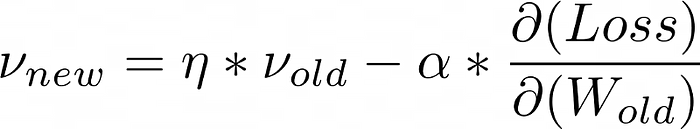 ν_new = η * ν_old − α * ∂(Loss)/∂(W_old)